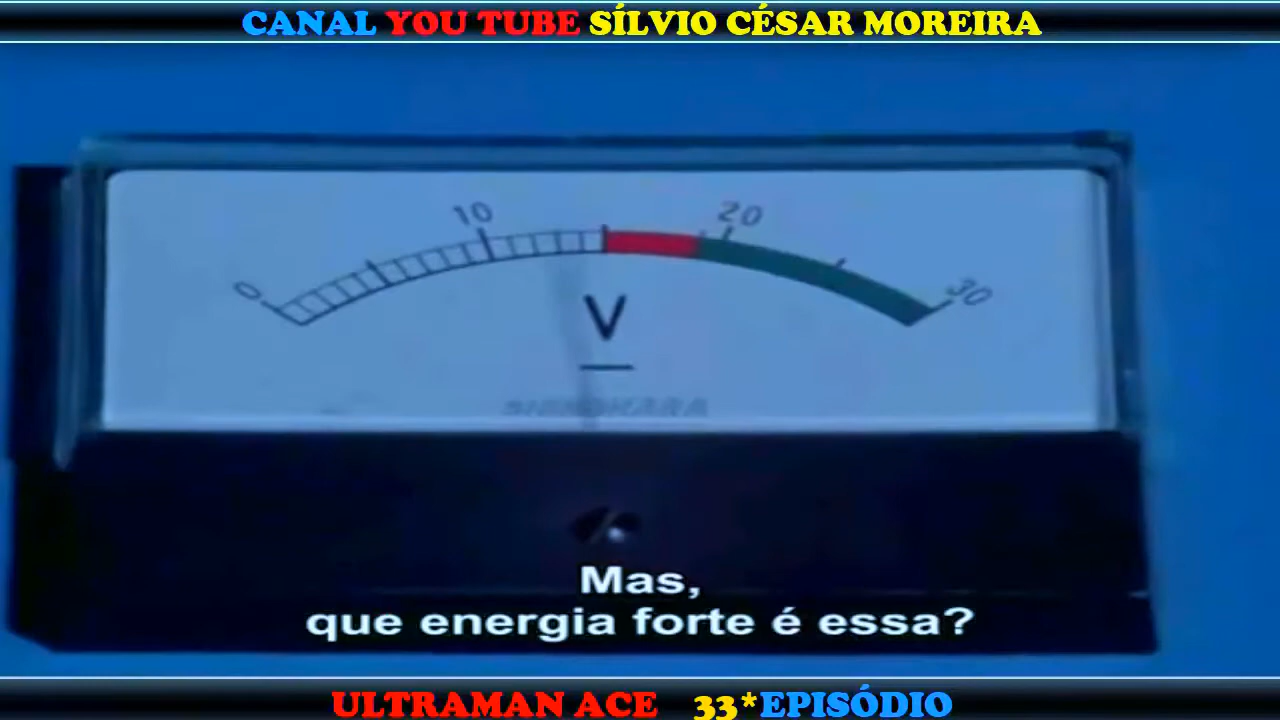 CANAL YOU TUBE SÍLVIO CÉSAR MOREIRA
0 10 20 30
V
Mas,
que energia forte é essa?
ULTRAMAN ACE 33*EPISÓDIO